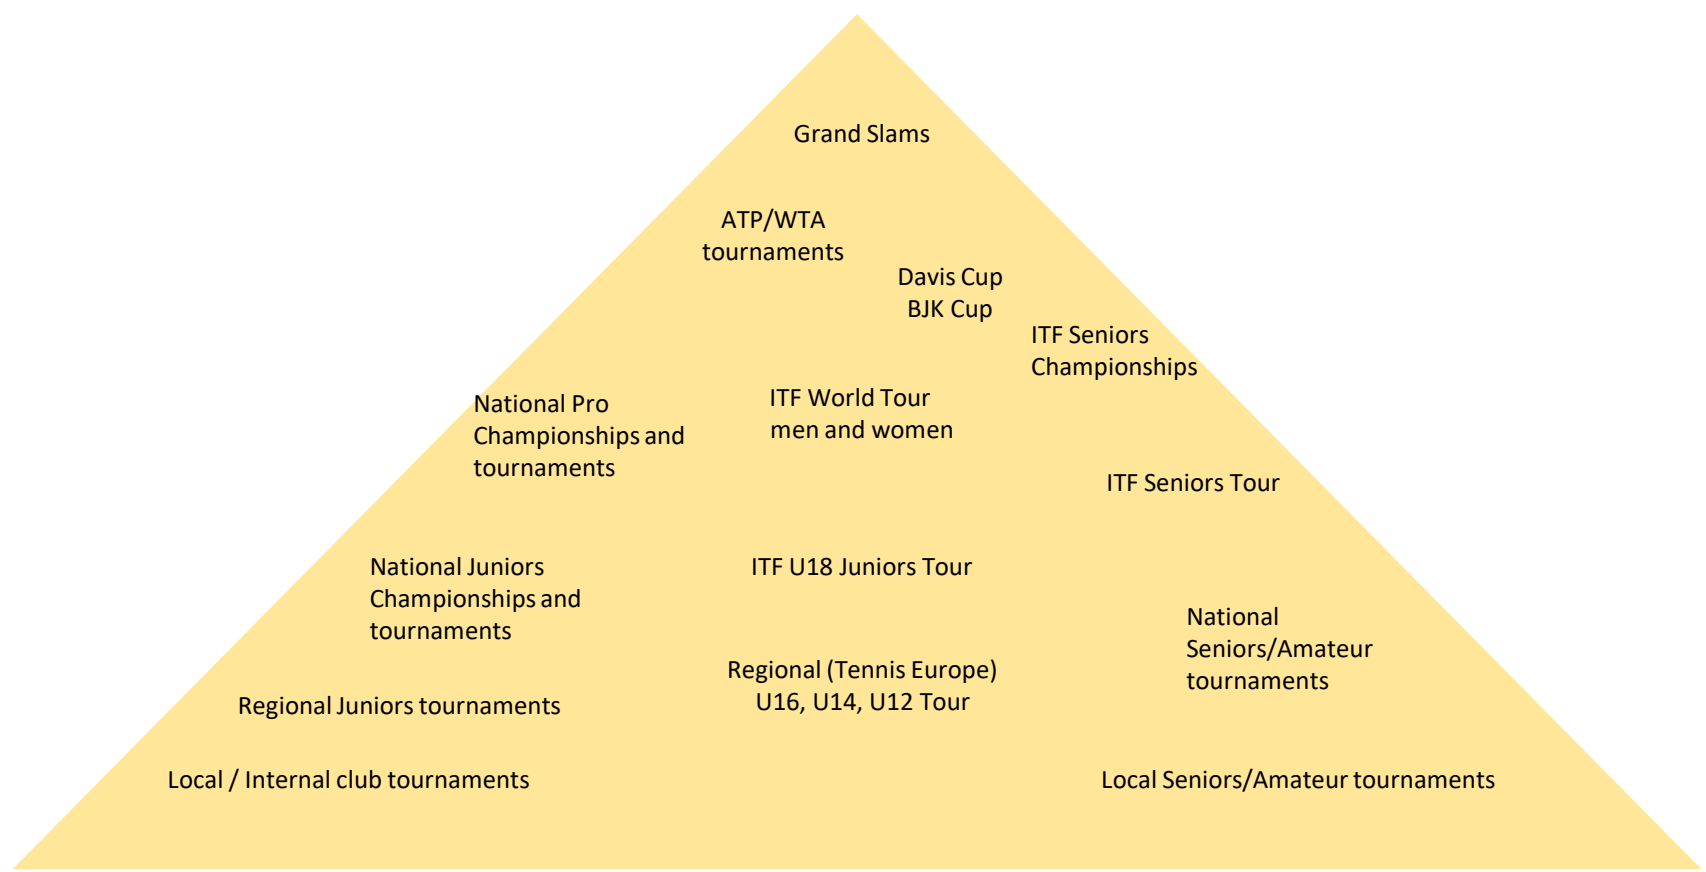 Grand Slams
ATP/WTA
tournaments
Davis Cup
BJK Cup
ITF Seniors
Championships
National Pro
Championships and
tournaments
ITF World Tour
men and women
ITF Seniors Tour
National Juniors
Championships and
tournaments
ITF U18 Juniors Tour
National
Seniors/Amateur
tournaments
Regional (Tennis Europe)
U16, U14, U12 Tour
Regional Juniors tournaments
Local / Internal club tournaments
Local Seniors/Amateur tournaments